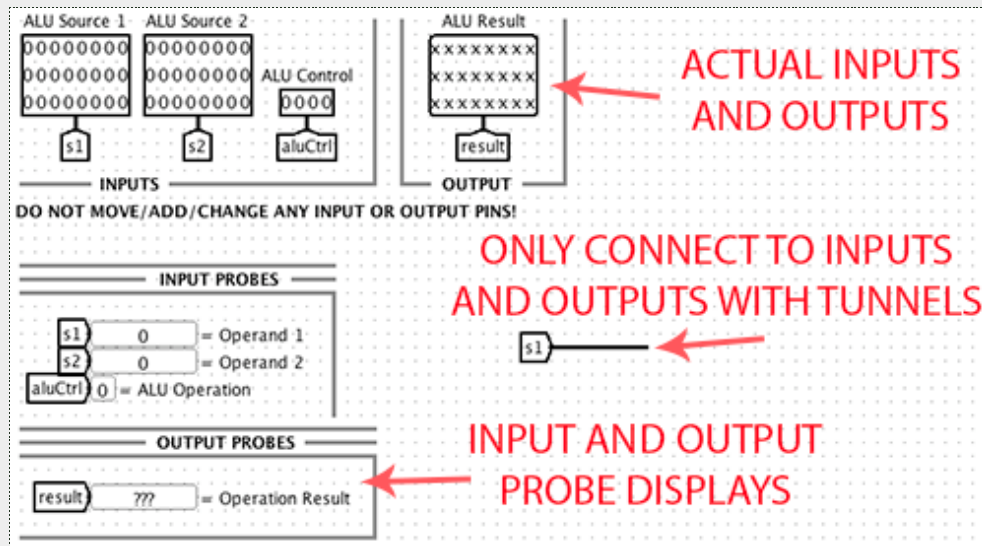 ALU Source 1 ALU Source 2
00000000 00000000
00000000 00000000
00000000 00000000
ALU Control
0000
s1 s2 aluCtrl
INPUTS
ALU Result
xxxxxxxx
xxxxxxxx
xxxxxxxx
result
OUTPUT
ACTUAL INPUTS
AND OUTPUTS
DO NOT MOVE/ADD/CHANGE ANY INPUT OR OUTPUT PINS!
ONLY CONNECT TO INPUTS
AND OUTPUTS WITH TUNNELS
s1
INPUT PROBES
s1 0 = Operand 1
s2 0 = Operand 2
aluCtrl 0 = ALU Operation
OUTPUT PROBES
result ??? = Operation Result
INPUT AND OUTPUT
PROBE DISPLAYS